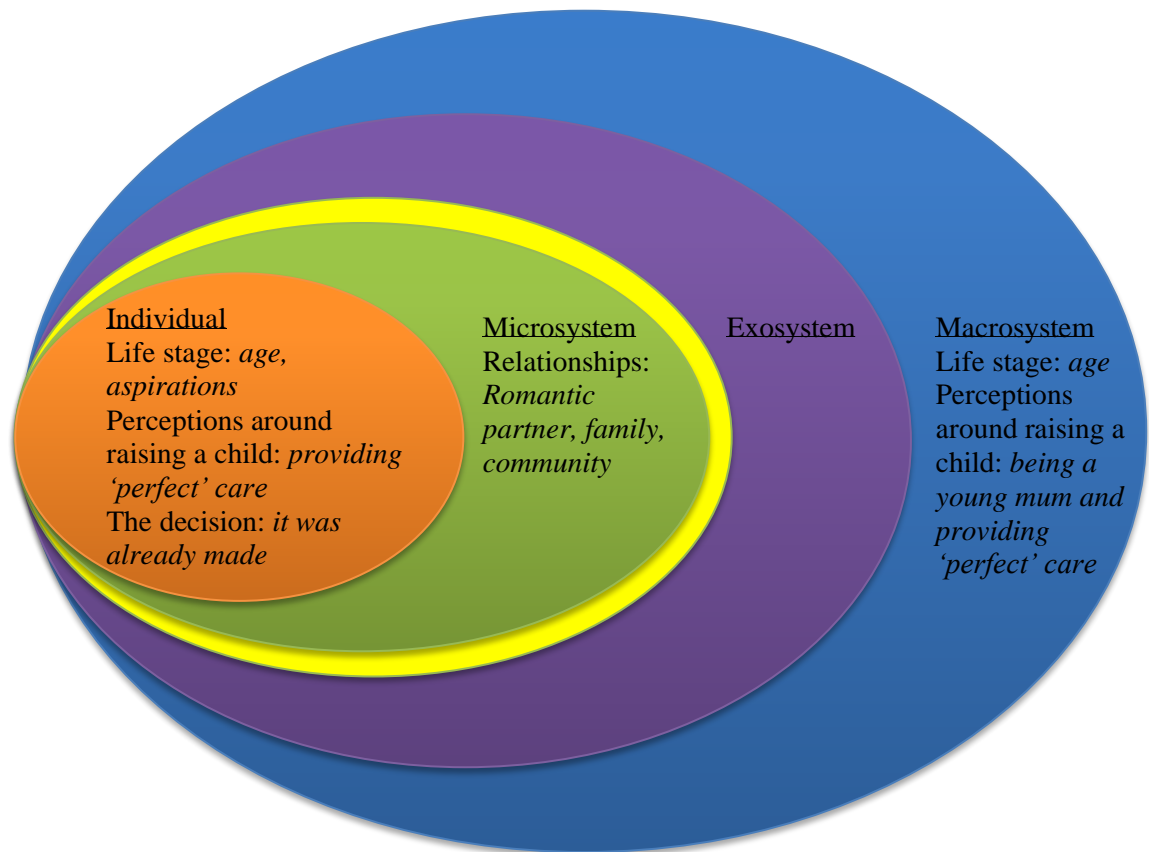 Individual
Life stage: age,
aspirations
Perceptions around
raising a child: providing
‘perfect’ care
The decision: it was
already made
Microsystem
Relationships:
Romantic
partner, family,
community
Exosystem
Macrosystem
Life stage: age
Perceptions
around raising a
child: being a
young mum and
providing
‘perfect’ care